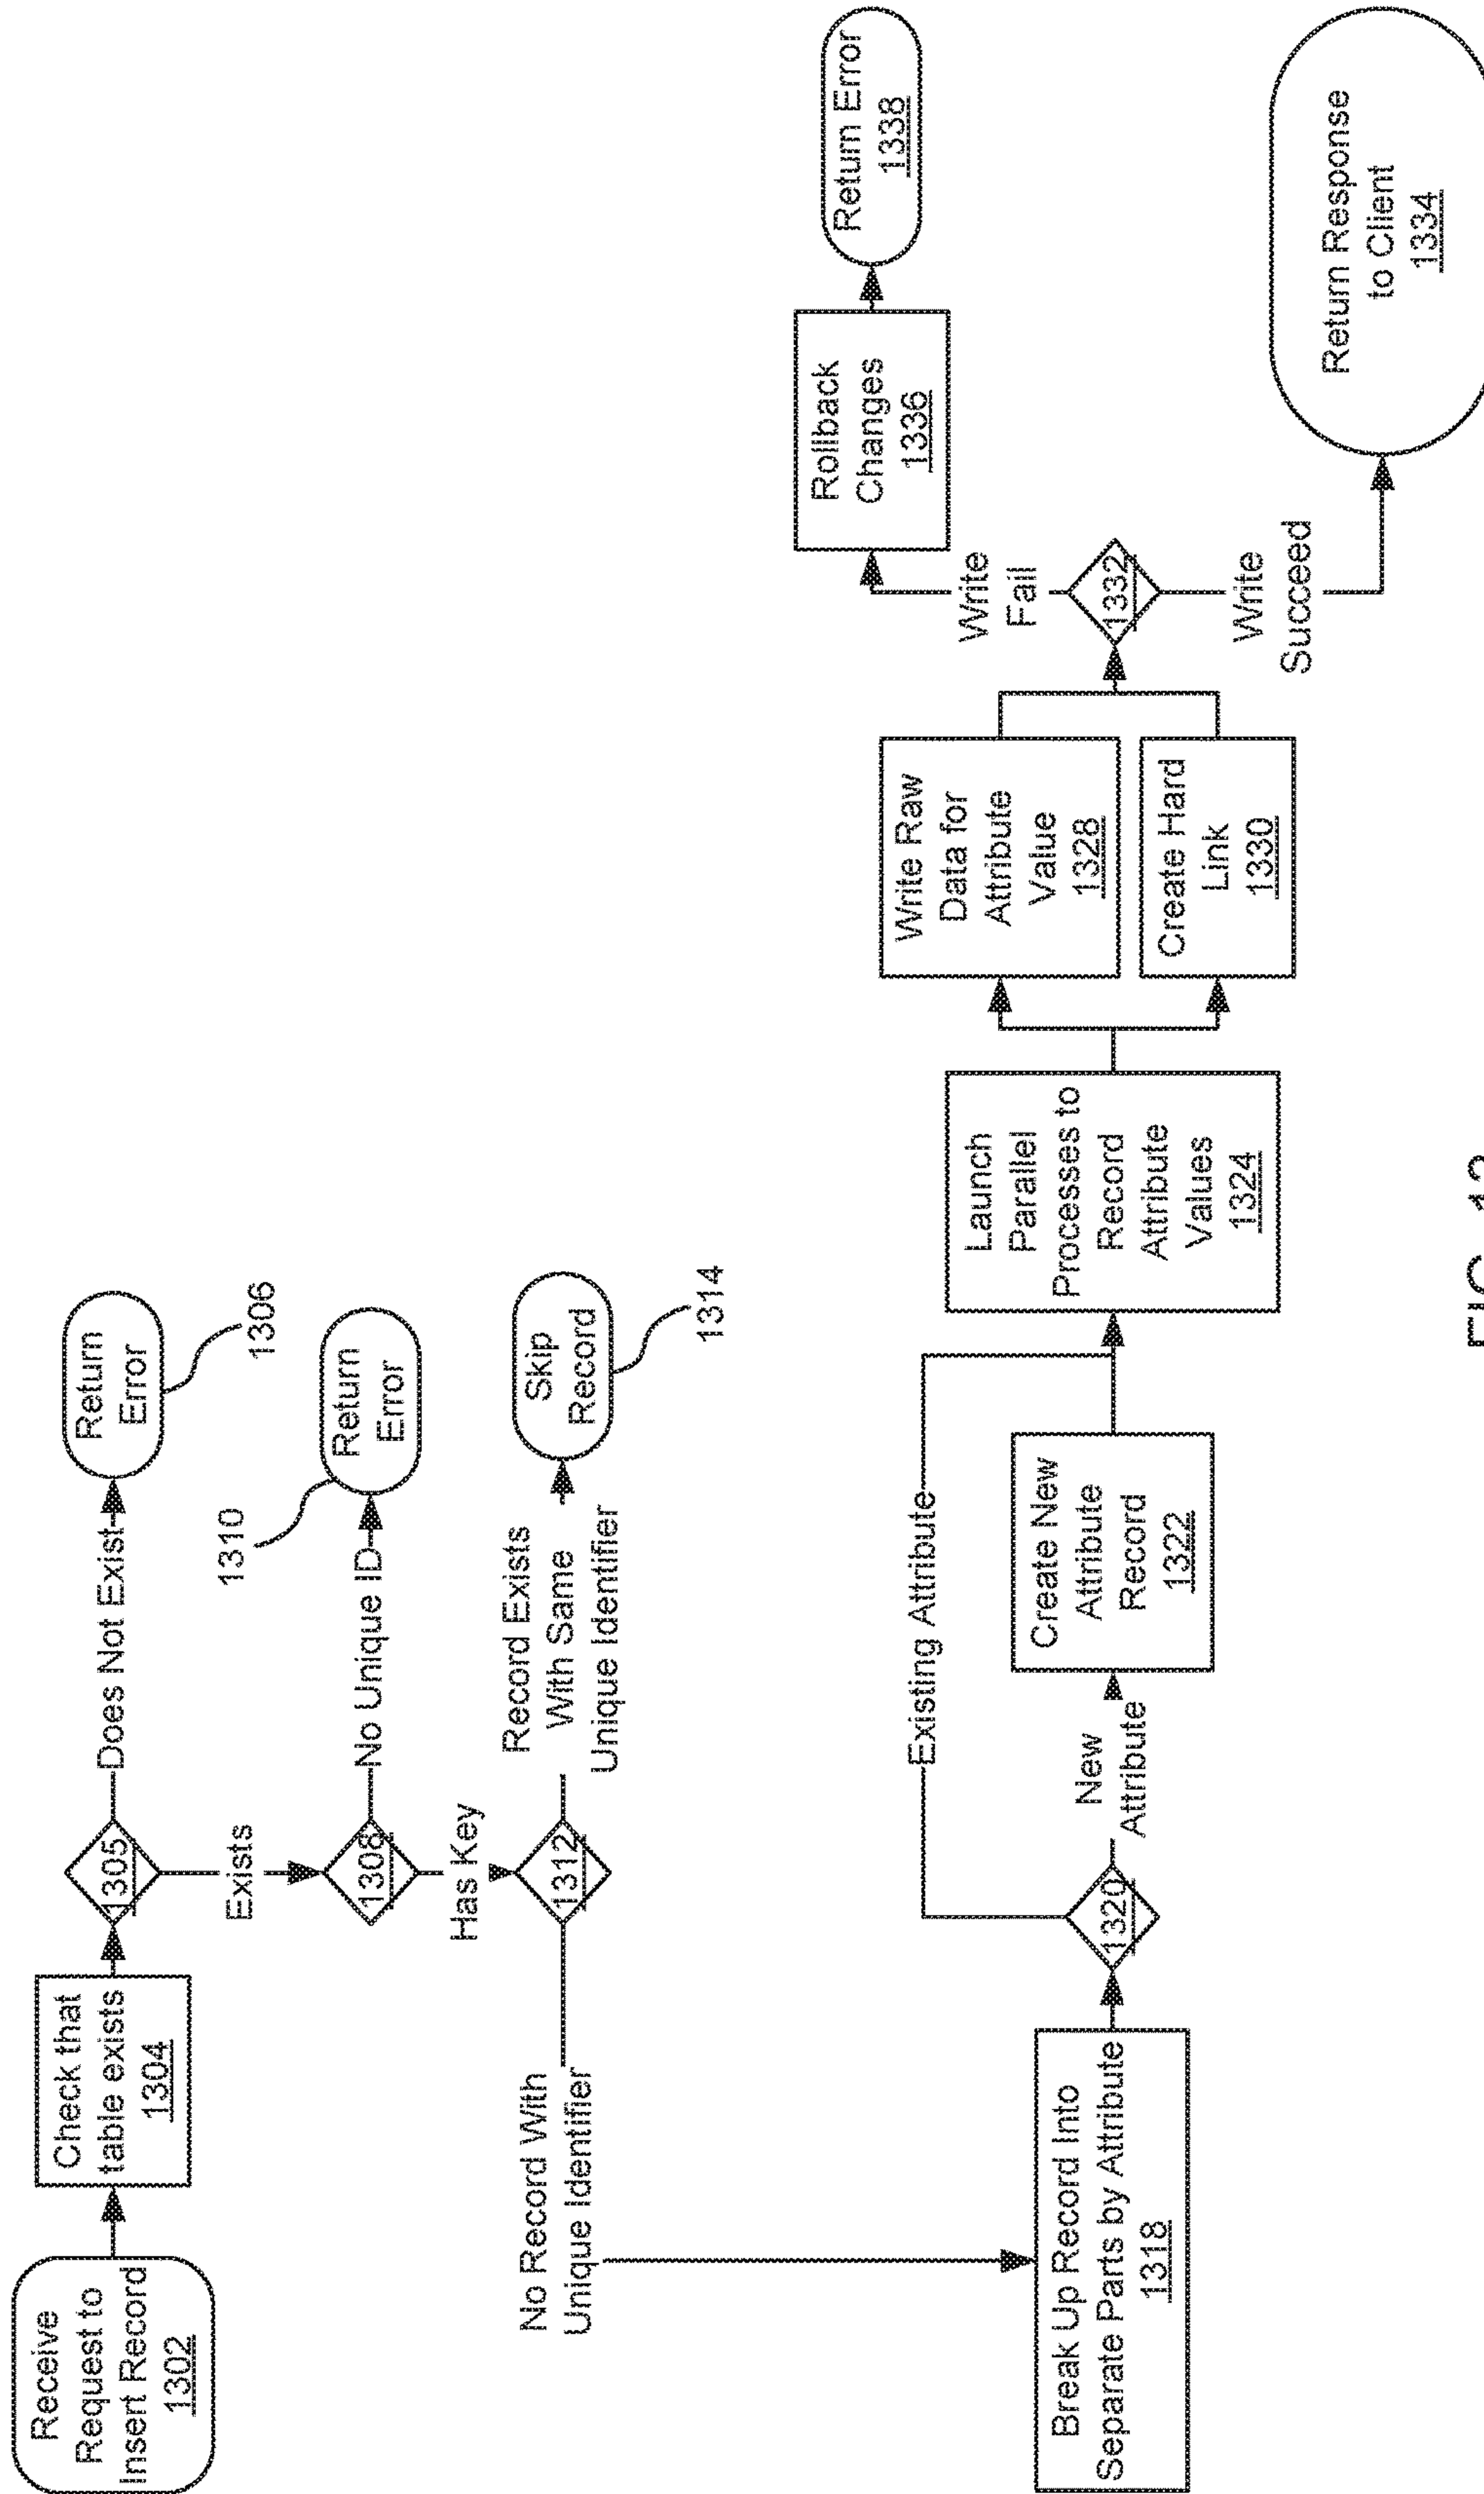 Receive
Request to
Insert Record
1302
Check that
table exists
1304
1305
Does Not Exist
Return
Error
1306
Exists
1308
No Unique ID
Return
Error
1310
Has Key
1312
Record Exists
With Same
Unique Identifier
Skip
Record
1314
No Record With
Unique Identifier
Break Up Record Into
Separate Parts by Attribute
1318
1320
Existing Attribute
New
Attribute
Create New
Attribute
Record
1322
Launch
Parallel
Processes to
Record
Attribute
Values
1324
Write Raw
Data for
Attribute
Value
1328
Create Hard
Link
1330
1332
Write
Fail
Rollback
Changes
1336
Return Error
1338
Write
Succeed
Return Response
to Client
1334